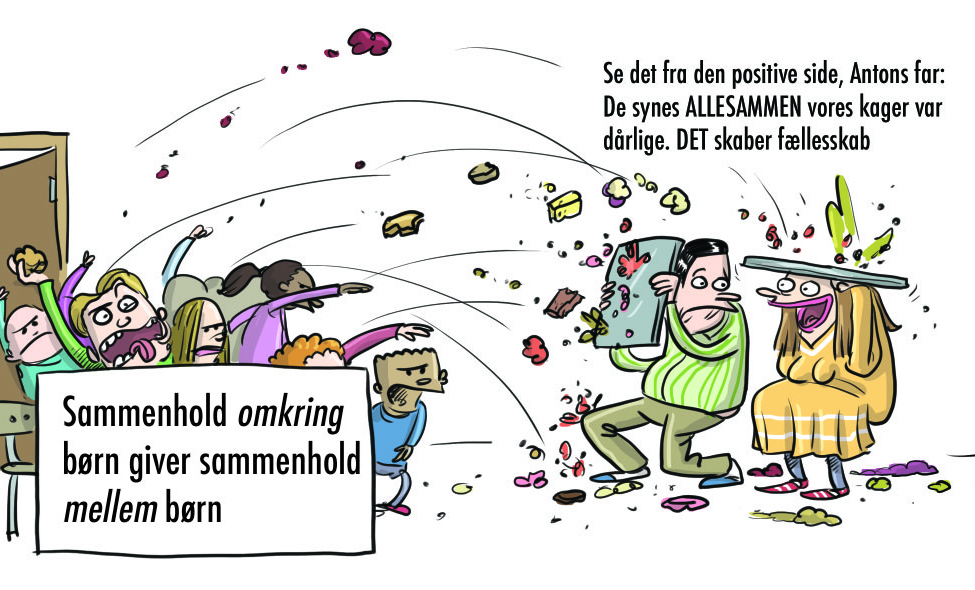 Se det fra den positive side, Antons far:
De synes ALLESAMMEN vores kager var
dårlige. DET skaber fællesskab
Sammenhold omkring
børn giver sammenhold
mellem børn